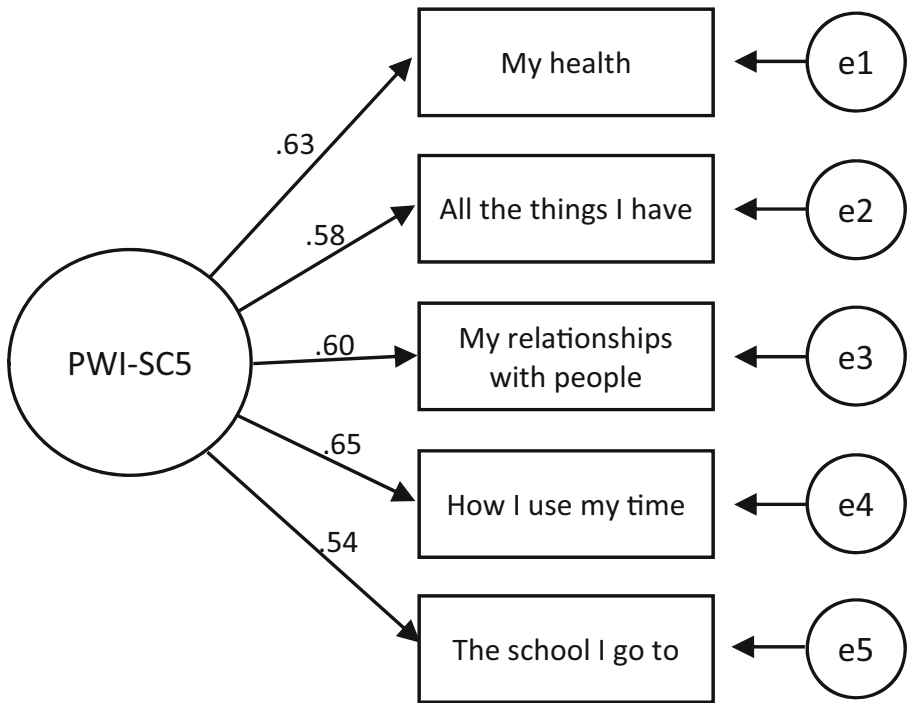 My health
e1
.63
All the things I have
e2
.58
PWI-SC5
.60
My relationships
with people
e3
.65
How I use my time
e4
.54
The school I go to
e5